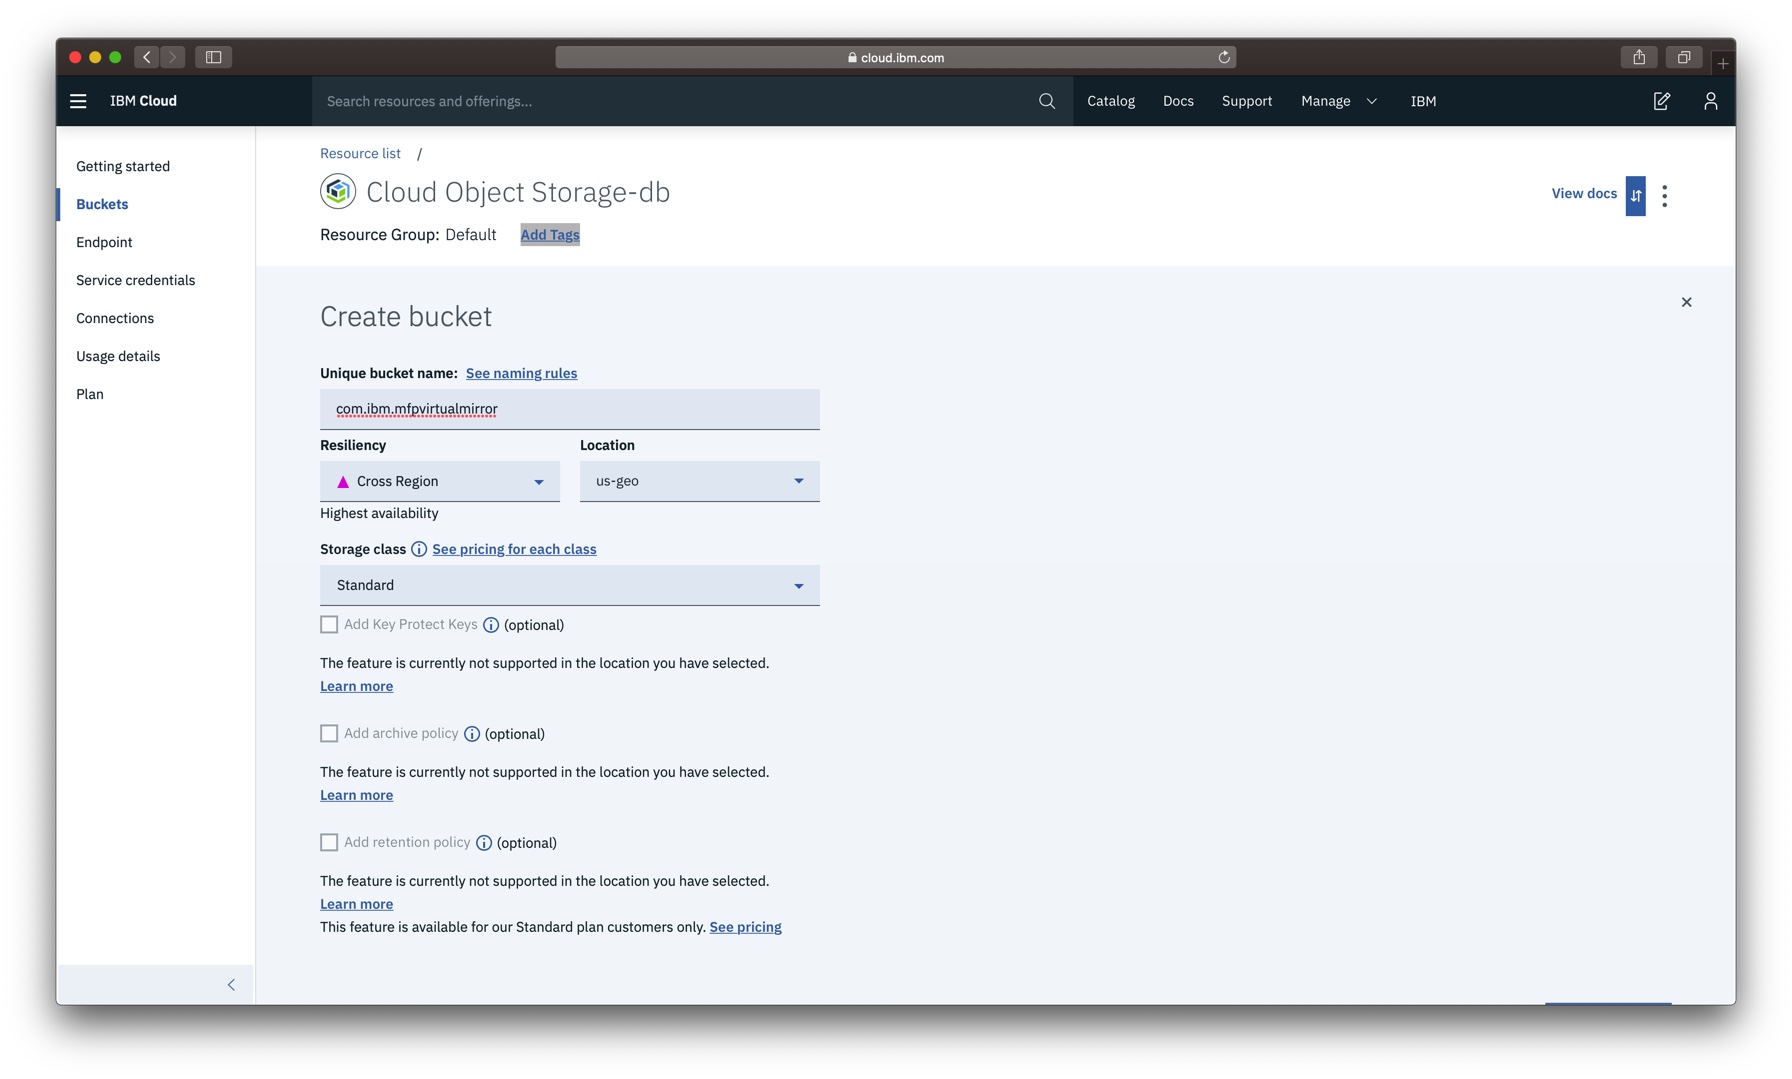 cloud.ibm.com
IBM Cloud
Search resources and offerings...
Catalog
Docs
Support
Manage
IBM
Getting started
Buckets
Endpoint
Service credentials
Connections
Usage details
Plan
Resource list /
Cloud Object Storage-db
View docs
Resource Group: Default Add Tags
Create bucket
Unique bucket name: See naming rules
com.ibm.mfpvirtualmirror
Resiliency Location
Cross Region us-geo
Highest availability
Storage class See pricing for each class
Standard
Add Key Protect Keys (optional)
The feature is currently not supported in the location you have selected.
Learn more
Add archive policy (optional)
The feature is currently not supported in the location you have selected.
Learn more
Add retention policy (optional)
The feature is currently not supported in the location you have selected.
Learn more
This feature is available for our Standard plan customers only. See pricing